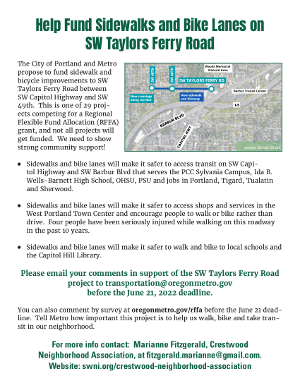 Help Fund Sidewalks and Bike Lanes on
SW Taylors Ferry Road
The City of Portland and Metro
propose to fund sidewalk and
bicycle improvements to SW
Taylors Ferry Road between
SW Capitol Highway and SW
49th. This is one of 29 proj-
ects competing for a Regional
Flexible Fund Allocation (RFFA)
grant, and not all projects will
get funded. We need to show
strong community support!
Woods Memorial
Natural Area
SW TAYLORS FERRY RD
Barbur Transit Center
I-5
BARBUR BLVD
● Sidewalks and bike lanes will make it safer to access transit on SW Capi-
tol Highway and SW Barbur Blvd that serves the PCC Sylvania Campus, Ida B.
Wells-Barnett High School, OHSU, PSU and jobs in Portland, Tigard, Tualatin
and Sherwood.
● Sidewalks and bike lanes will make it safer to access shops and services in the
West Portland Town Center and encourage people to walk or bike rather than
drive. Four people have been seriously injured while walking on this roadway
in the past 10 years.
● Sidewalks and bike lanes will make it safer to walk and bike to local schools and
the Capitol Hill Library.
Please email your comments in support of the SW Taylors Ferry Road
project to transportation@oregonmetro.gov
before the June 21, 2022 deadline.
You can also comment by survey at oregonmetro.gov/rffa before the June 21 dead-
line. Tell Metro how important this project is to help us walk, bike and take tran-
sit in our neighborhood.
For more info contact: Marianne Fitzgerald, Crestwood
Neighborhood Association, at fitzgerald.marianne@gmail.com.
Website: swni.org/crestwood-neighborhood-association